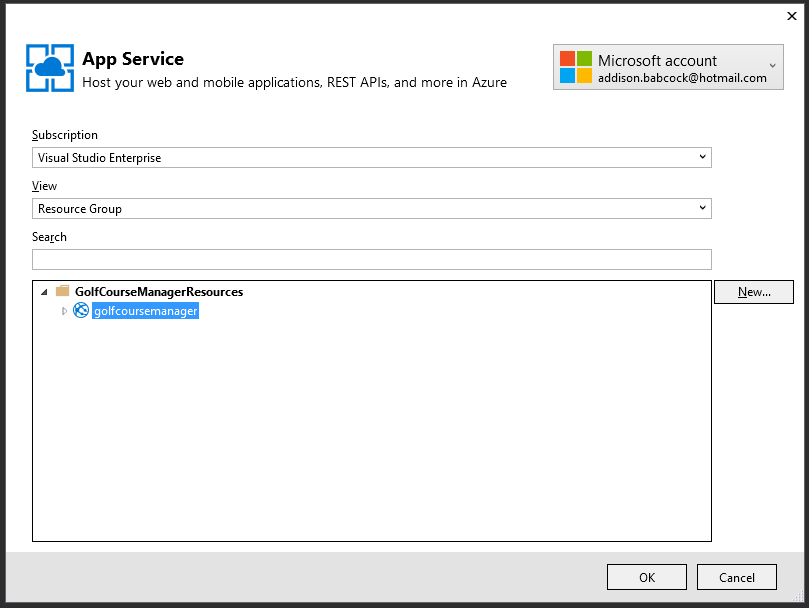 App Service
Host your web and mobile applications, REST APIs, and more in Azure
Microsoft account
addison.babcock@hotmail.com
Subscription
Visual Studio Enterprise
View
Resource Group
Search
GolfCourseManagerResources
golfcoursemanager
New...
OK
Cancel